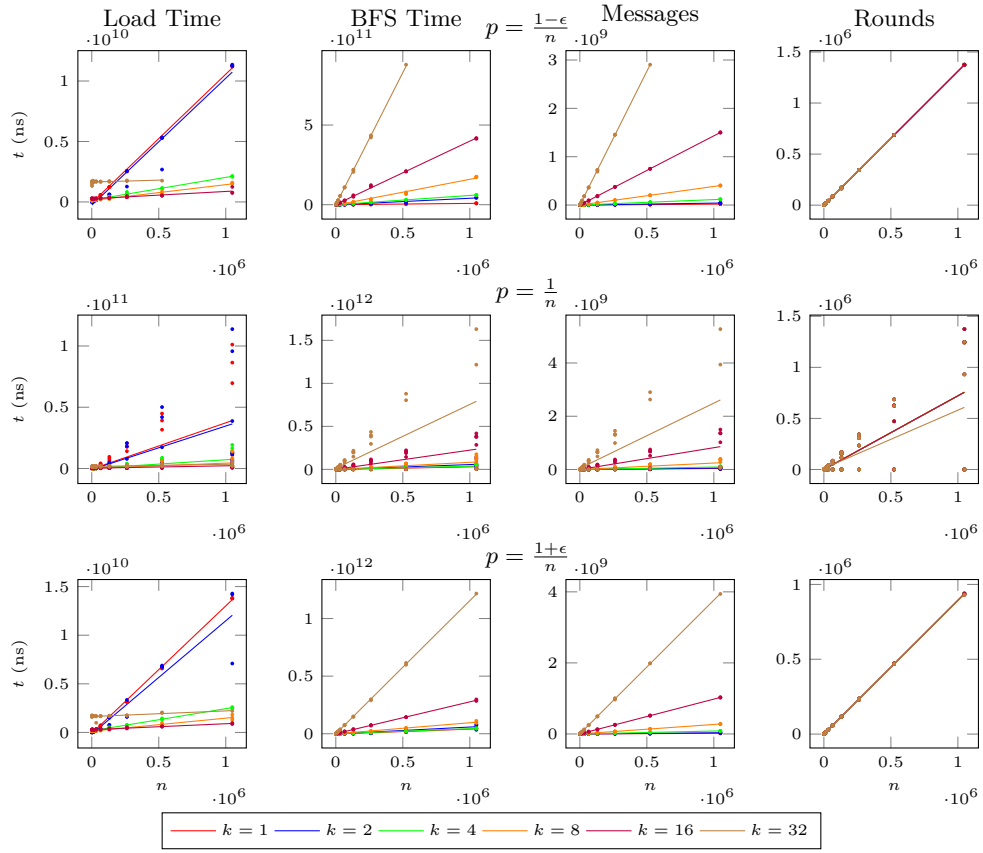 Load Time BFS Time Messages Rounds
p = \frac{1-\epsilon}{n}
·10^{10} ·10^{11} ·10^{9} ·10^{6}
t (ns)
1 0.5 0
5 0
3 2 1 0
1.5 1 0.5 0
0 0.5 1 0 0.5 1 0 0.5 1 0 0.5 1
·10^{6} ·10^{6} ·10^{6} ·10^{6}
p = \frac{1}{n}
·10^{11} ·10^{12} ·10^{9} ·10^{6}
t (ns)
1 0.5 0
1.5 1 0.5 0
4 2 0
1.5 1 0.5 0
0 0.5 1 0 0.5 1 0 0.5 1 0 0.5 1
·10^{6} ·10^{6} ·10^{6} ·10^{6}
p = \frac{1+\epsilon}{n}
·10^{10} ·10^{12} ·10^{9} ·10^{6}
t (ns)
1.5 1 0.5 0
1 0.5 0
4 2 0
1 0.5 0
0 0.5 1 0 0.5 1 0 0.5 1 0 0.5 1
n n n n
·10^{6} ·10^{6} ·10^{6} ·10^{6}
k = 1 k = 2 k = 4 k = 8 k = 16 k = 32